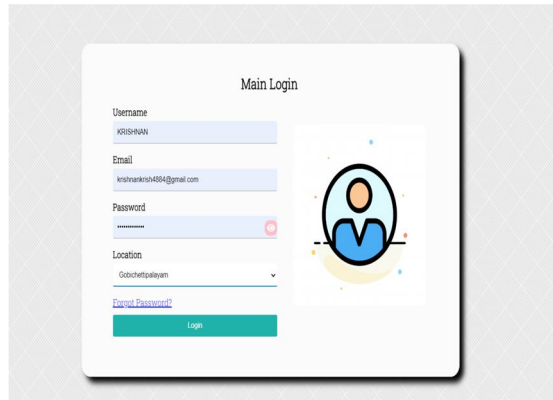 Main Login
Username
KRISHNAN
Email
krishnankrish4884@gmail.com
Password
Location
Gobichettipalayam
Forgot Password?
Login